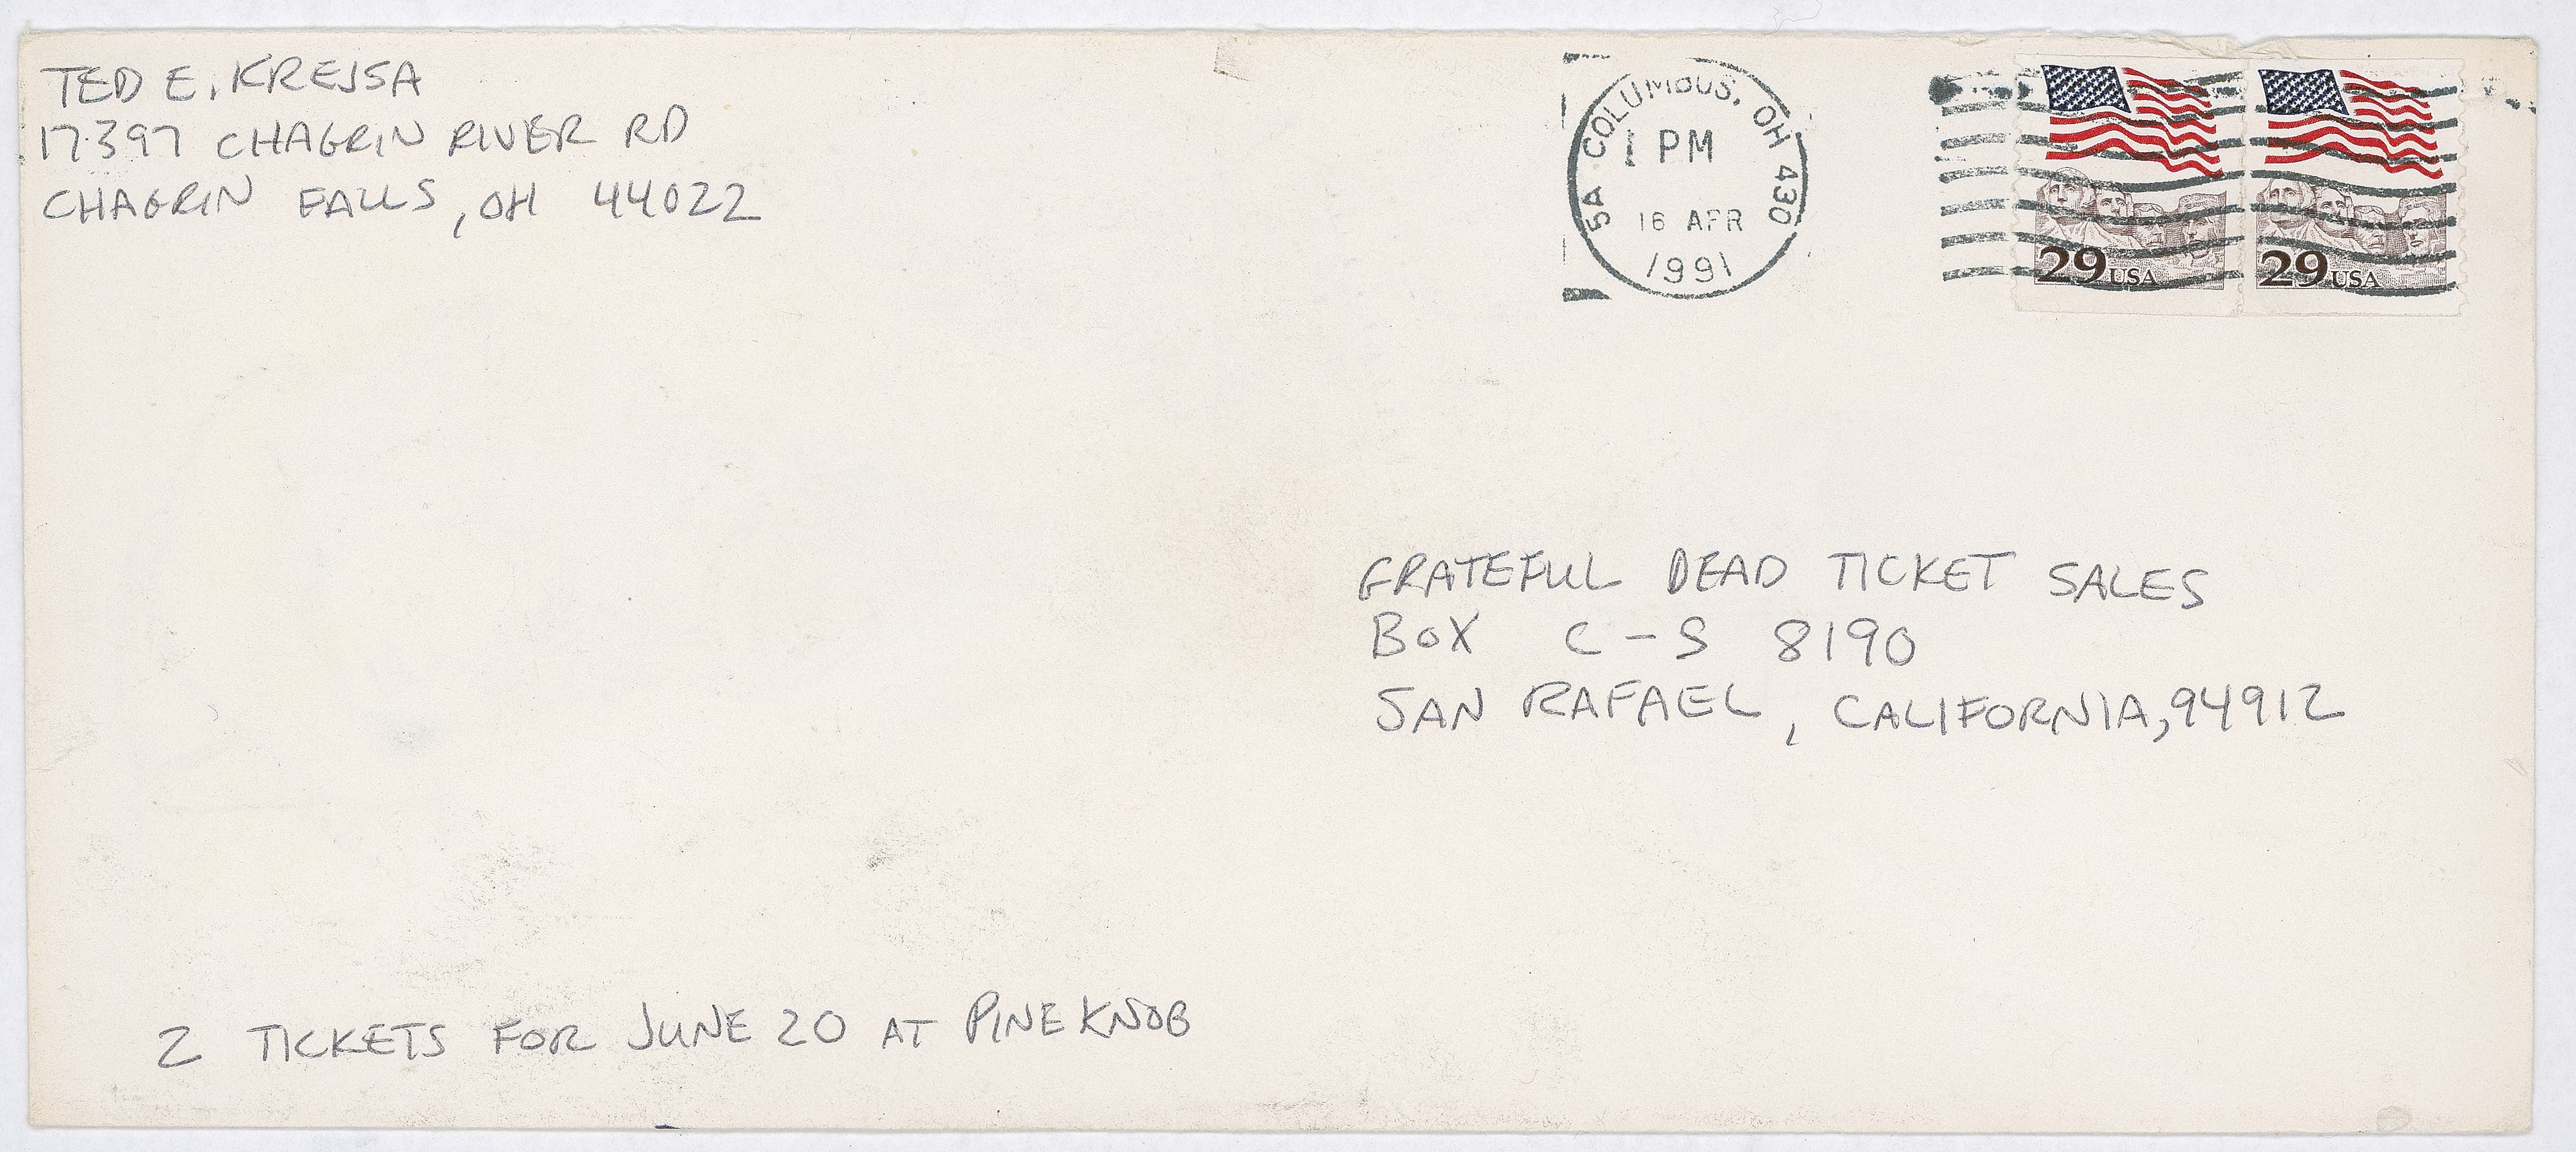 TED E. KREJSA
17397 CHAGRIN RIVER RD
CHAGRIN FALLS, OH 44022
SA COLUMBUS, OH 430
1 PM
16 APR
1991
29 USA
29 USA
GRATEFUL DEAD TICKET SALES
BOX C-S 8190
SAN RAFAEL, CALIFORNIA, 94912
2 TICKETS FOR JUNE 20 AT PINE KNOB